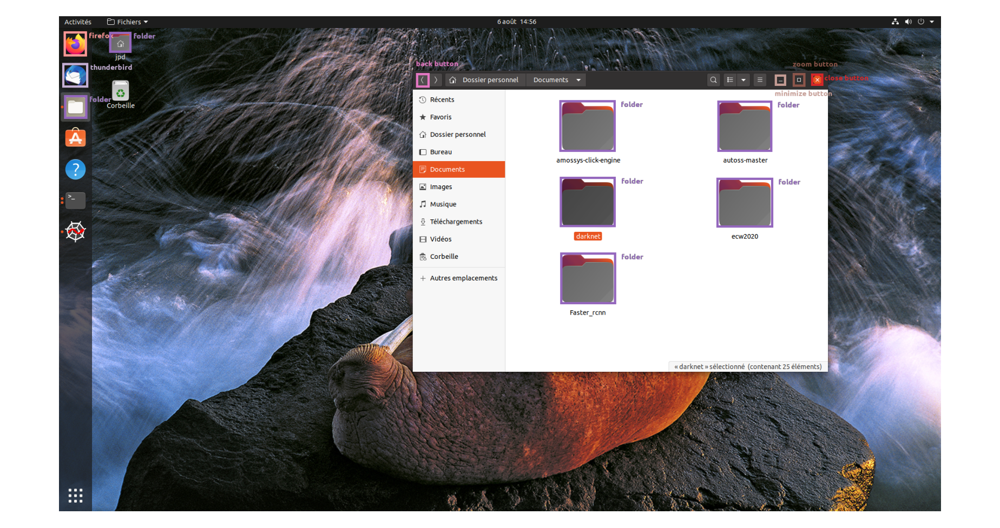 Activités
Fichiers
6 août 14:56
firefox
folder
jpd
thunderbird
folder
Corbeille
>_
?
back button
zoom button
Dossier personnel
Documents
close button
minimize button
Récents
Favoris
Dossier personnel
Bureau
Documents
Images
Musique
Téléchargements
Vidéos
Corbeille
Autres emplacements
folder
folder
amossys-click-engine
autoss-master
folder
folder
darknet
ecw2020
folder
Faster_rcnn
« darknet » sélectionné (contenant 25 éléments)